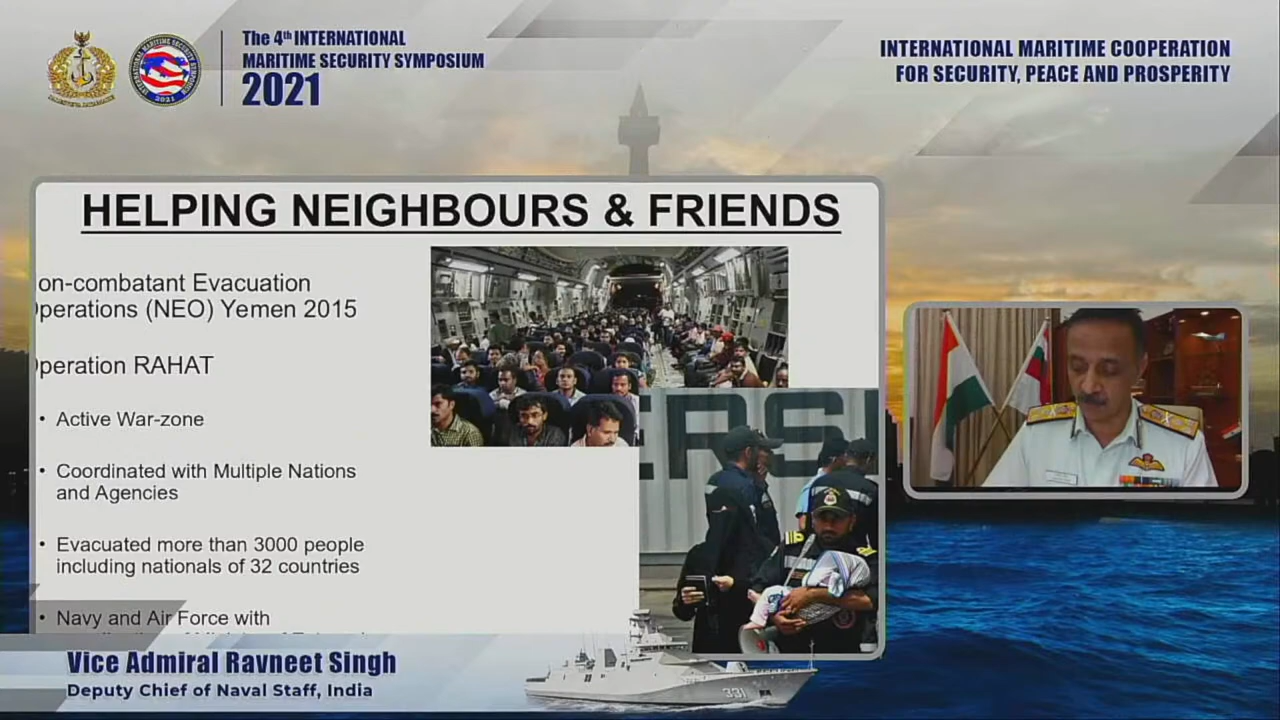 The 4th INTERNATIONAL
MARITIME SECURITY SYMPOSIUM
2021
INTERNATIONAL MARITIME COOPERATION
FOR SECURITY, PEACE AND PROSPERITY
HELPING NEIGHBOURS & FRIENDS
on-combatant Evacuation
perations (NEO) Yemen 2015
peration RAHAT
• Active War-zone
• Coordinated with Multiple Nations
and Agencies
• Evacuated more than 3000 people
including nationals of 32 countries
• Navy and Air Force with
ERS
Vice Admiral Ravneet Singh
Deputy Chief of Naval Staff, India
331